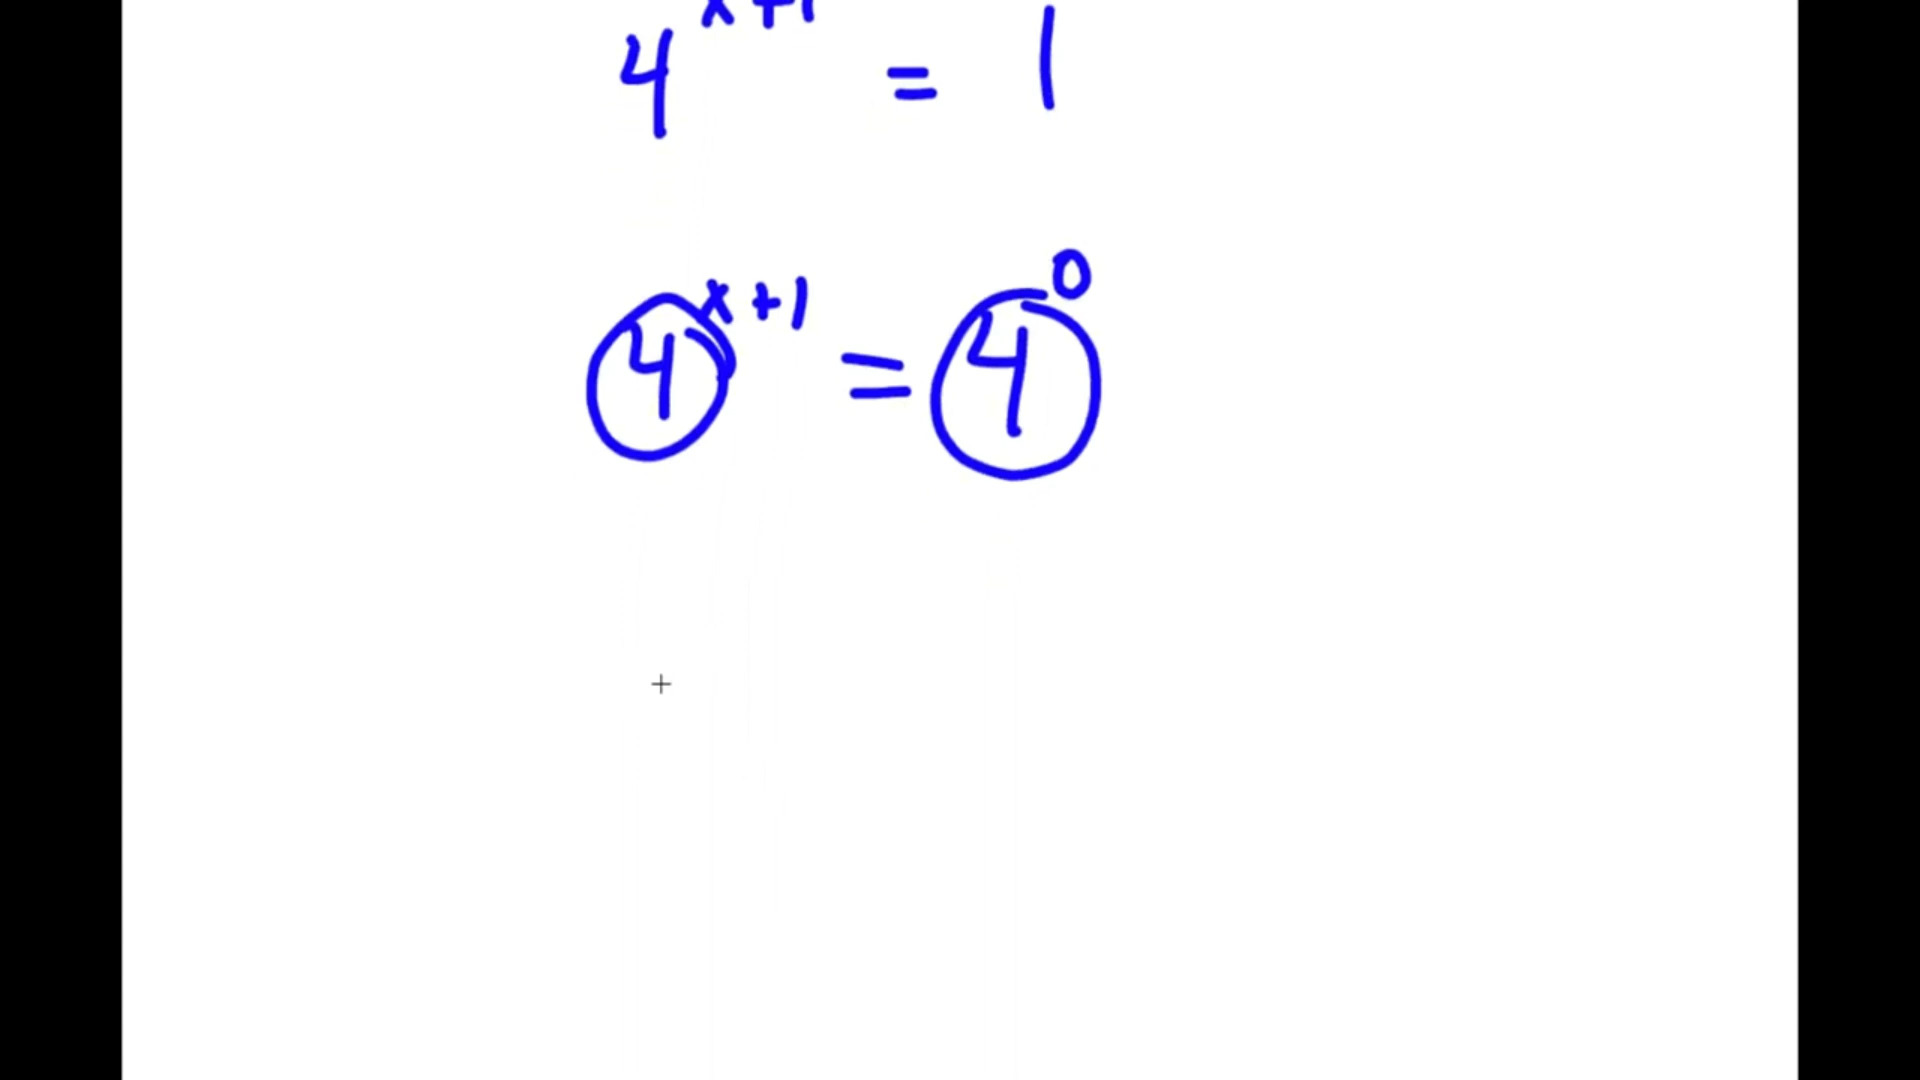 4^{x+1} = 1
4^{x+1} = 4^0